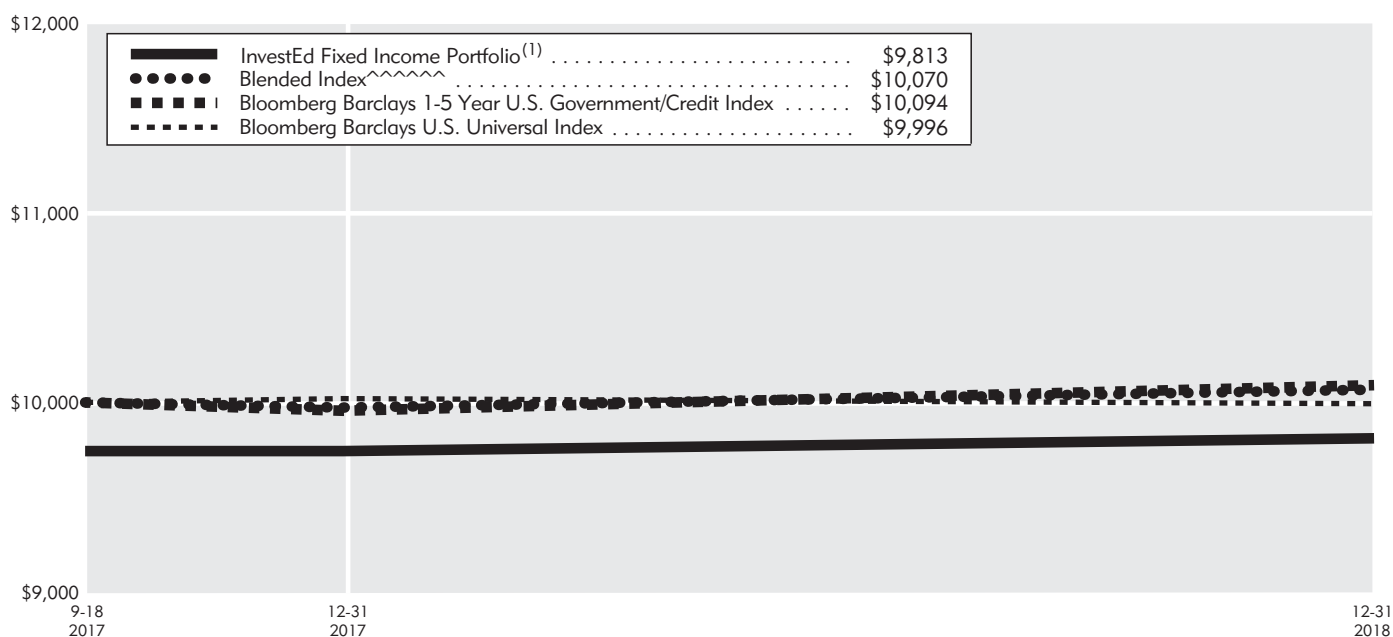 $12,000
InvestEd Fixed Income Portfolio(1) . . . . . . . . . . . . . . . . . . . . . . . . . . $9,813
Blended Index^^^^^^ . . . . . . . . . . . . . . . . . . . . . . . . . . . . . . . . . . $10,070
Bloomberg Barclays 1-5 Year U.S. Government/Credit Index . . . . . . $10,094
Bloomberg Barclays U.S. Universal Index . . . . . . . . . . . . . . . . . . . . . $9,996
$11,000
$10,000
$9,000
9-18 12-31 12-31
2017 2017 2018